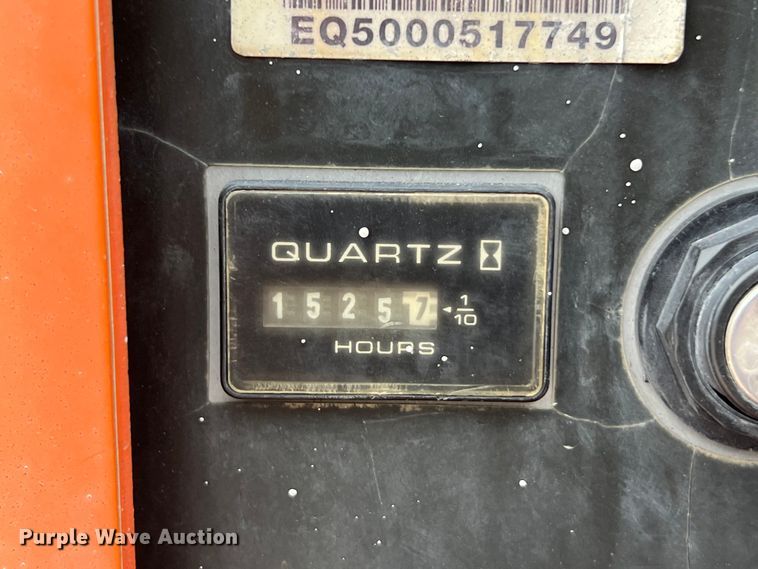 EQ5000517749
QUARTZ
15257 1/10
HOURS
Purple Wave Auction